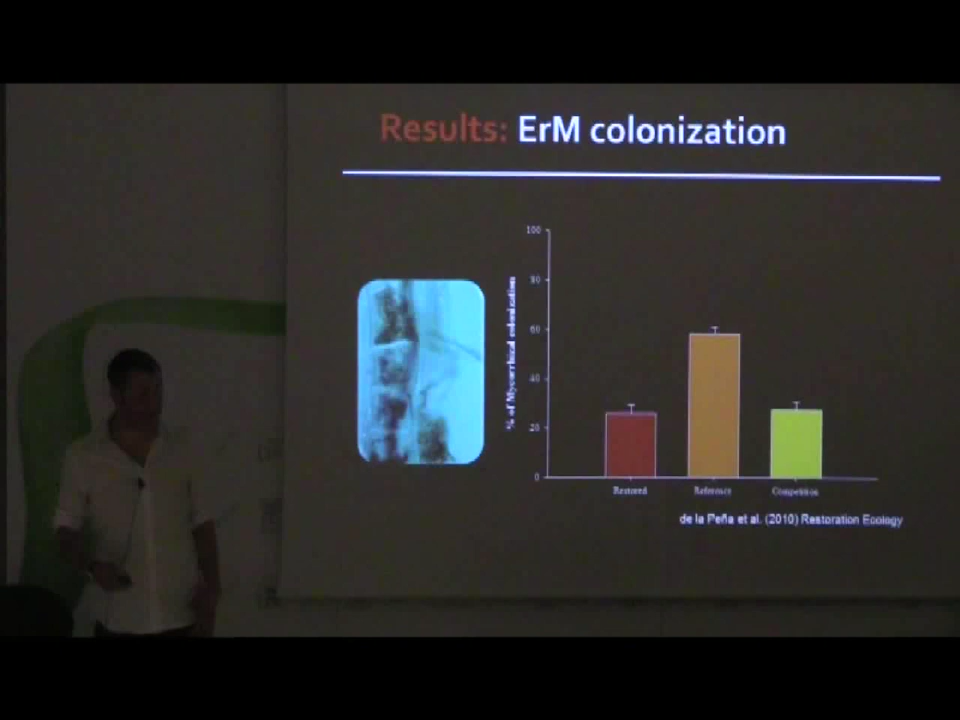 Results: ErM colonization
% of Mycorrhizal colonization
100
80
60
40
20
0
Restored
Reference
Competition
de la Peña et al. (2010) Restoration Ecology